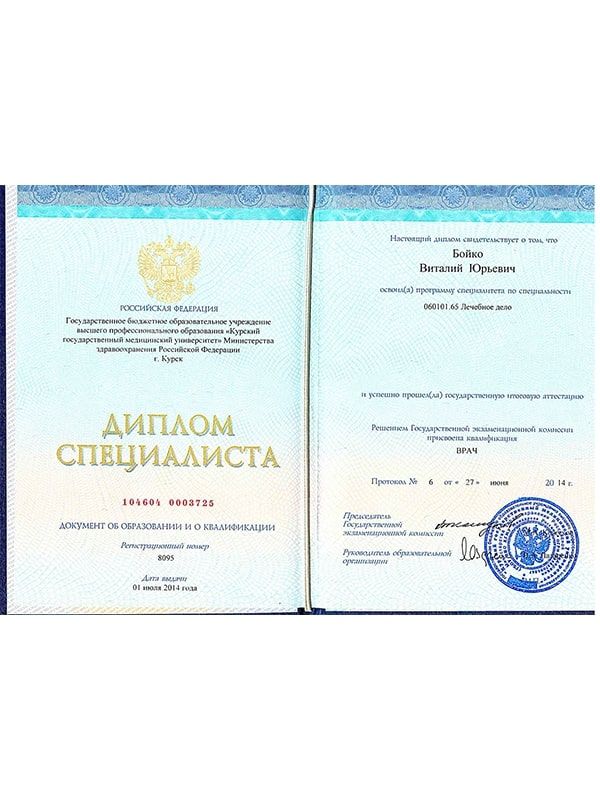 РОССИЙСКАЯ ФЕДЕРАЦИЯ
Государственное бюджетное образовательное учреждение
высшего профессионального образования «Курский
государственный медицинский университет» Министерства
здравоохранения Российской Федерации
г. Курск
ДИПЛОМ
СПЕЦИАЛИСТА
104604 0003725
ДОКУМЕНТ ОБ ОБРАЗОВАНИИ И О КВАЛИФИКАЦИИ
Регистрационный номер
8095
Дата выдачи
01 июля 2014 года
Настоящий диплом свидетельствует о том, что
Бойко
Виталий Юрьевич
освоил(а) программу специалитета по специальности
060101.65 Лечебное дело
и успешно прошел(ла) государственную итоговую аттестацию
Решением Государственной экзаменационной комиссии
присвоена квалификация
ВРАЧ
Протокол № 6 от « 27 » июня 2014 г.
Председатель
Государственной
экзаменационной комиссии
Руководитель образовательной
организации